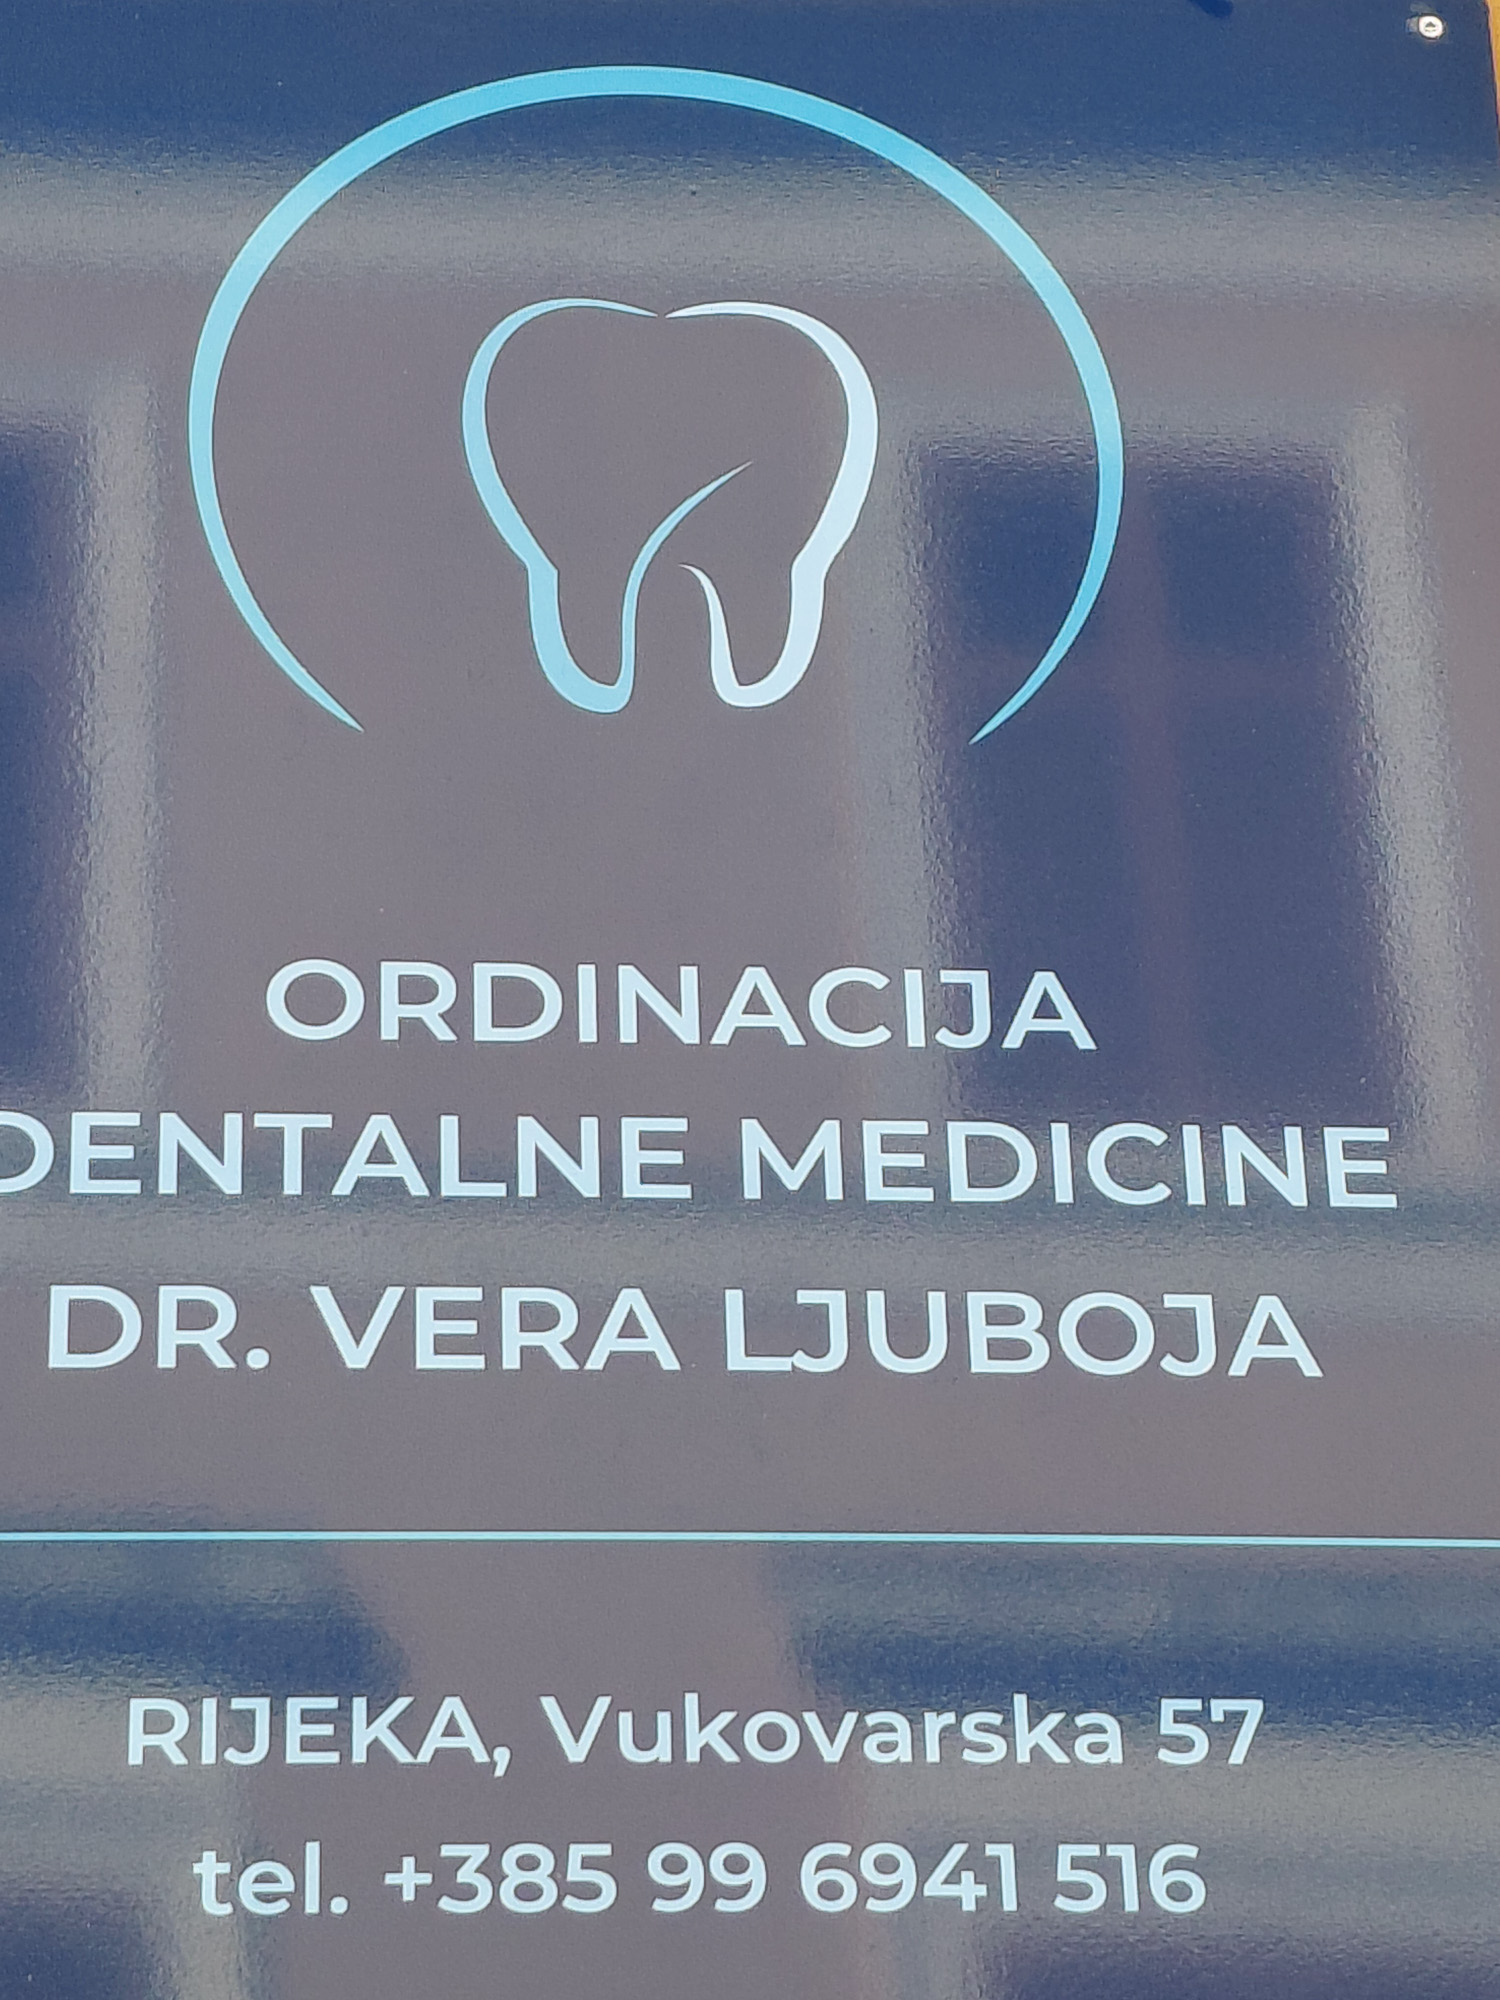 ORDINACIJA
DENTALNE MEDICINE
DR. VERA LJUBOJA
RIJEKA, Vukovarska 57
tel. +385 99 6941 516